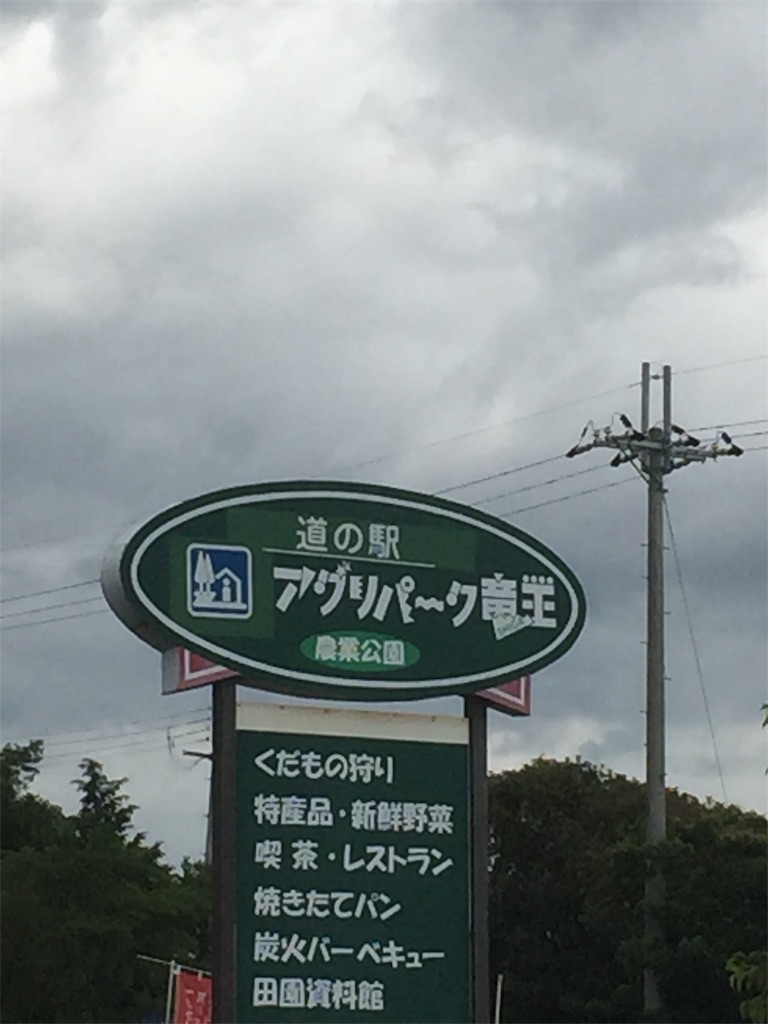 道の駅
アグリパーク竜王
農業公園
くだもの狩り
特産品・新鮮野菜
喫茶・レストラン
焼きたてパン
炭火バーベキュー
田園資料館